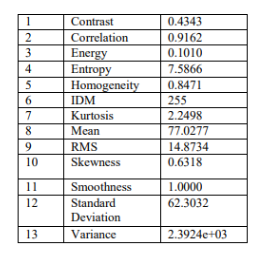 1 Contrast 0.4343
2 Correlation 0.9162
3 Energy 0.1010
4 Entropy 7.5866
5 Homogeneity 0.8471
6 IDM 255
7 Kurtosis 2.2498
8 Mean 77.0277
9 RMS 14.8734
10 Skewness 0.6318
11 Smoothness 1.0000
12 Standard 62.3032
Deviation
13 Variance 2.3924e+03